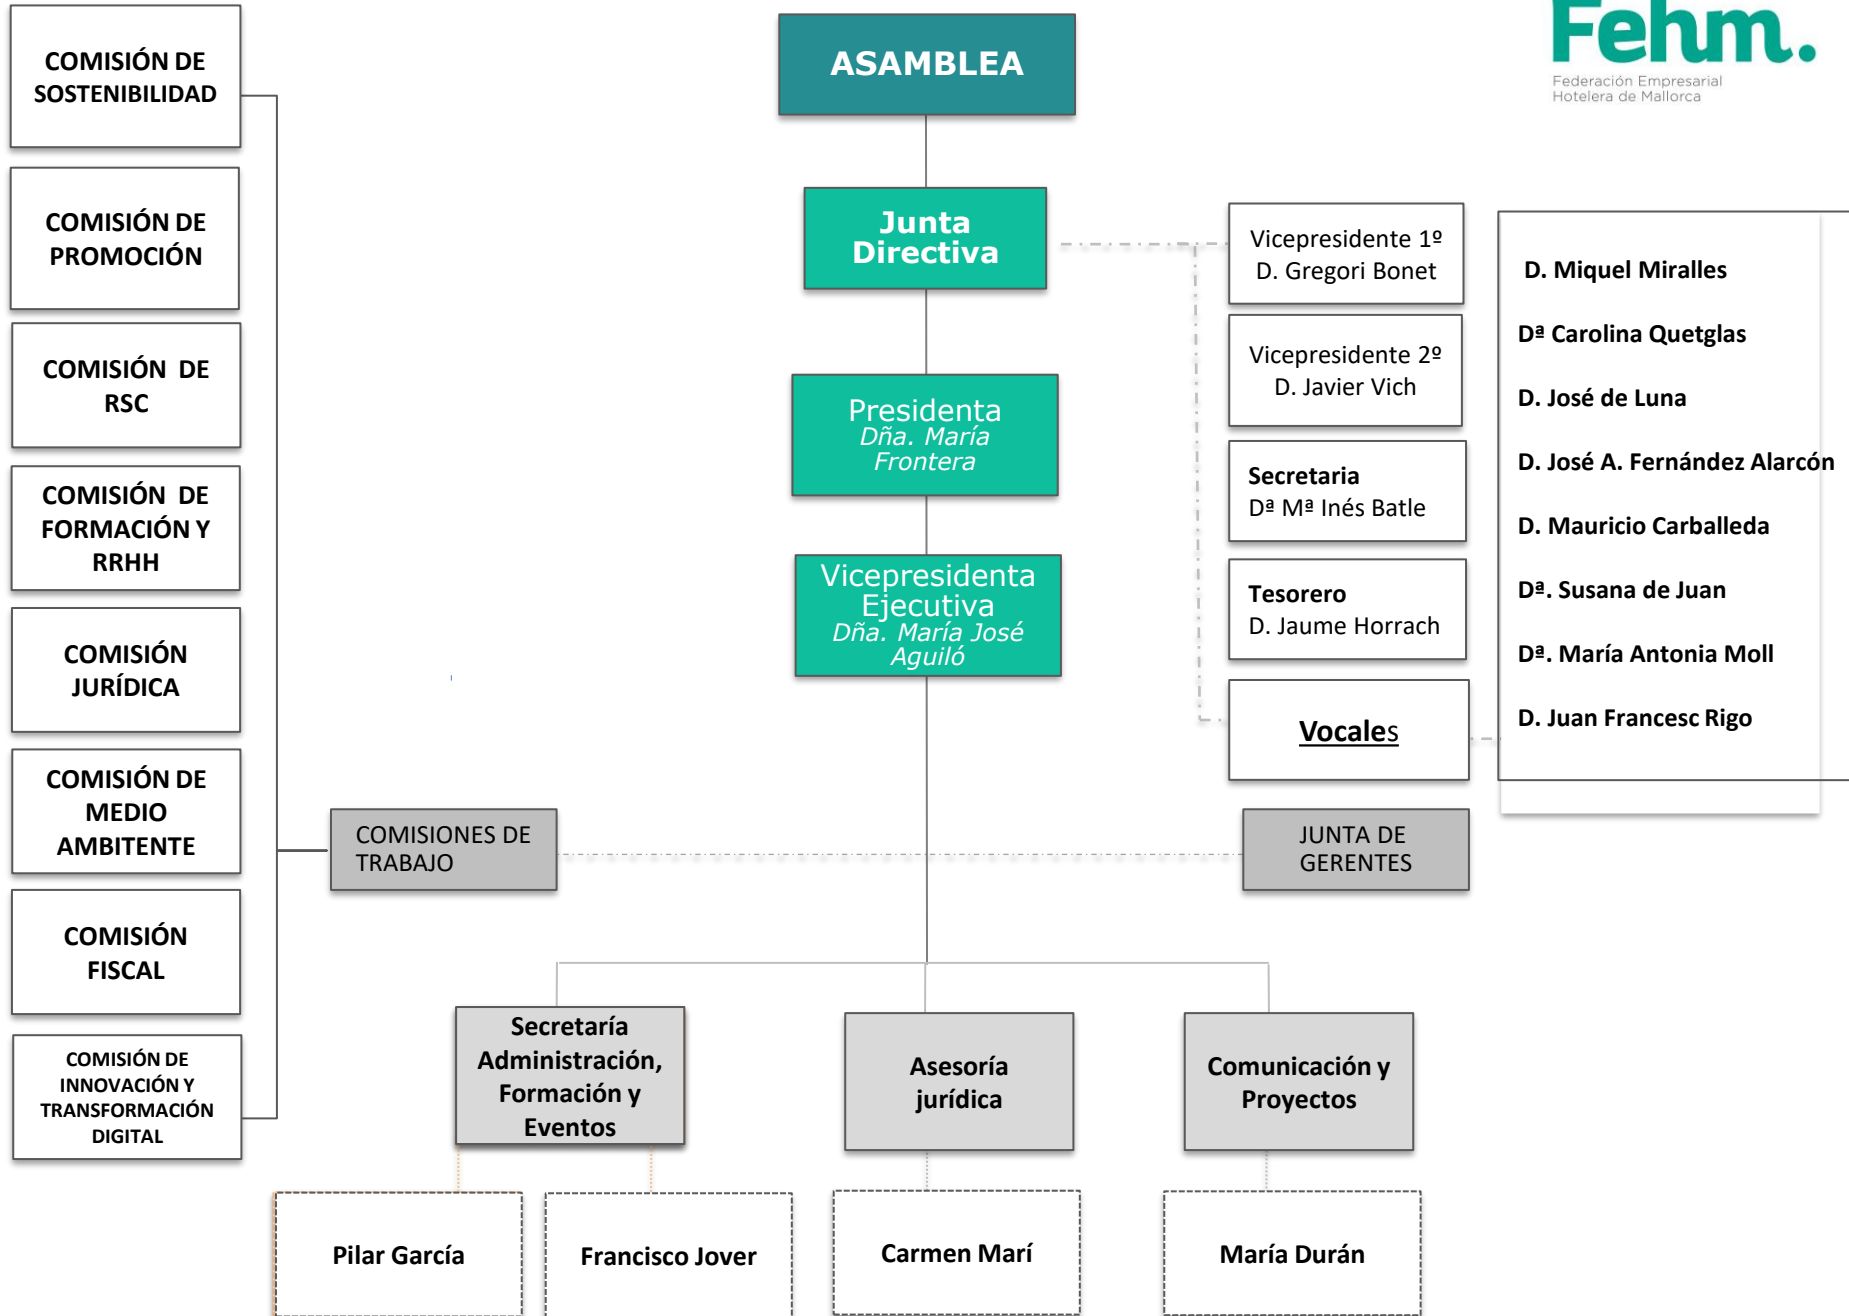 COMISIÓN DE
SOSTENIBILIDAD
COMISIÓN DE
PROMOCIÓN
COMISIÓN DE
RSC
COMISIÓN DE
FORMACIÓN Y
RRHH
COMISIÓN
JURÍDICA
COMISIÓN DE
MEDIO
AMBITENTE
COMISIÓN
FISCAL
COMISIÓN DE
INNOVACIÓN Y
TRANSFORMACIÓN
DIGITAL
COMISIONES DE
TRABAJO
ASAMBLEA
Junta
Directiva
Presidenta
Dña. María
Frontera
Vicepresidenta
Ejecutiva
Dña. María José
Aguiló
Fehm.
Federación Empresarial
Hotelera de Mallorca
Vicepresidente 1º
D. Gregori Bonet
Vicepresidente 2º
D. Javier Vich
Secretaria
Dª Mª Inés Batle
Tesorero
D. Jaume Horrach
Vocales
D. Miquel Miralles
Dª Carolina Quetglas
D. José de Luna
D. José A. Fernández Alarcón
D. Mauricio Carballeda
Dª. Susana de Juan
Dª. María Antonia Moll
D. Juan Francesc Rigo
JUNTA DE
GERENTES
Secretaría
Administración,
Formación y
Eventos
Asesoría
jurídica
Comunicación y
Proyectos
Pilar García
Francisco Jover
Carmen Marí
María Durán